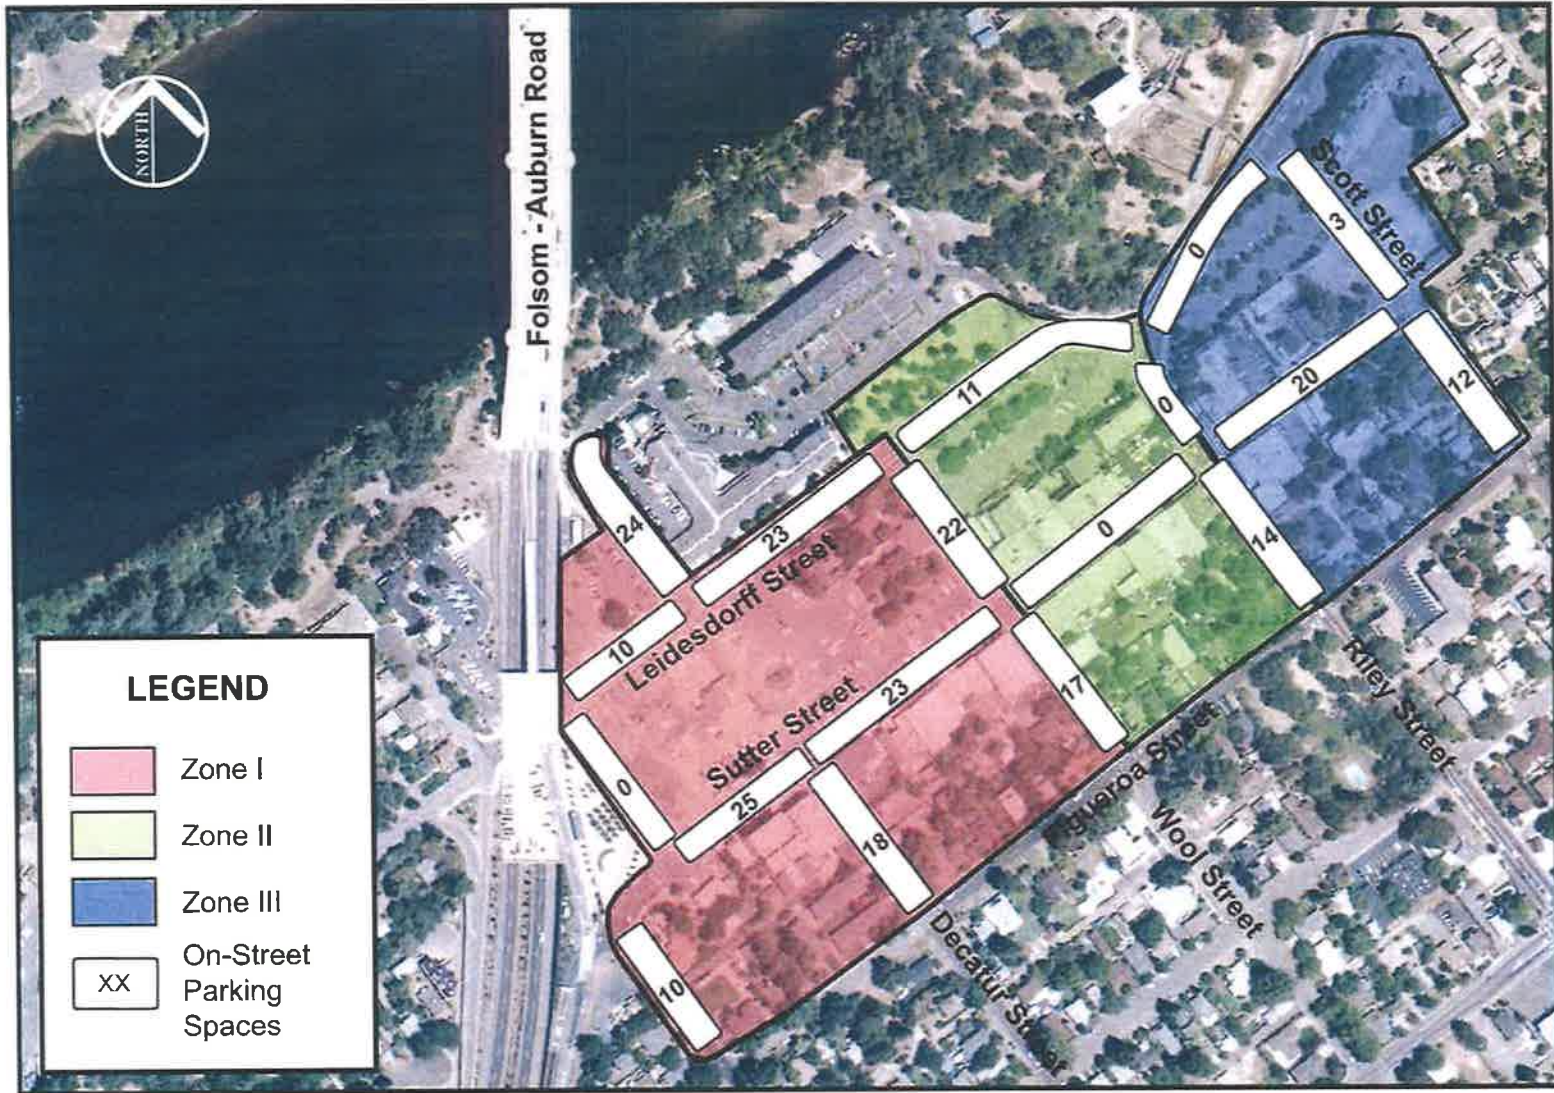 NORTH
Folsom - Auburn Road
Scott Street
3
0
20
12
11
0
0
14
24
23
22
10
Leidesdorff Street
Sutter Street
23
17
0
25
18
10
gueroa Street
Riley Street
Wool Street
Decatur Street
LEGEND
Zone I
Zone II
Zone III
XX
On-Street
Parking
Spaces